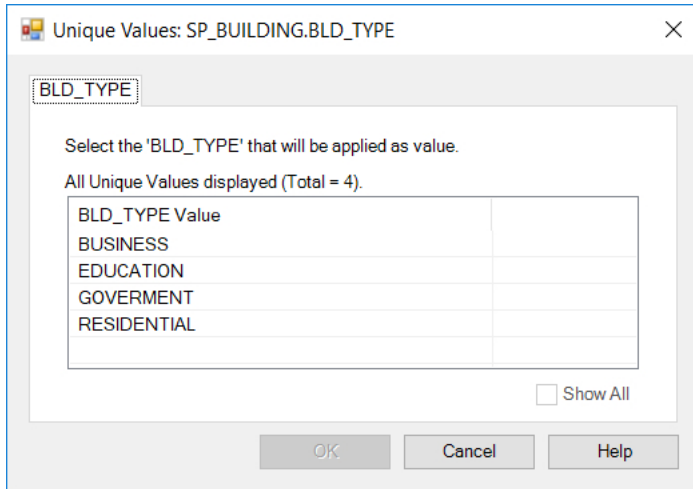 Unique Values: SP_BUILDING.BLD_TYPE
BLD_TYPE
Select the 'BLD_TYPE' that will be applied as value.
All Unique Values displayed (Total = 4).
BLD_TYPE Value
BUSINESS
EDUCATION
GOVERMENT
RESIDENTIAL
Show All
OK Cancel Help